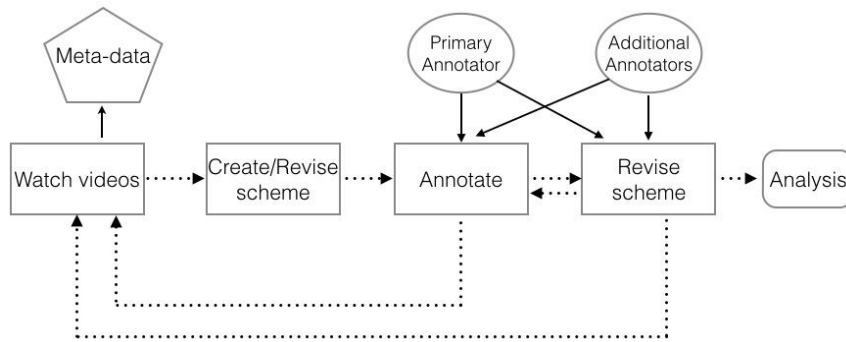 Meta-data
Primary
Annotator
Additional
Annotators
Watch videos
Create/Revise
scheme
Annotate
Revise
scheme
Analysis